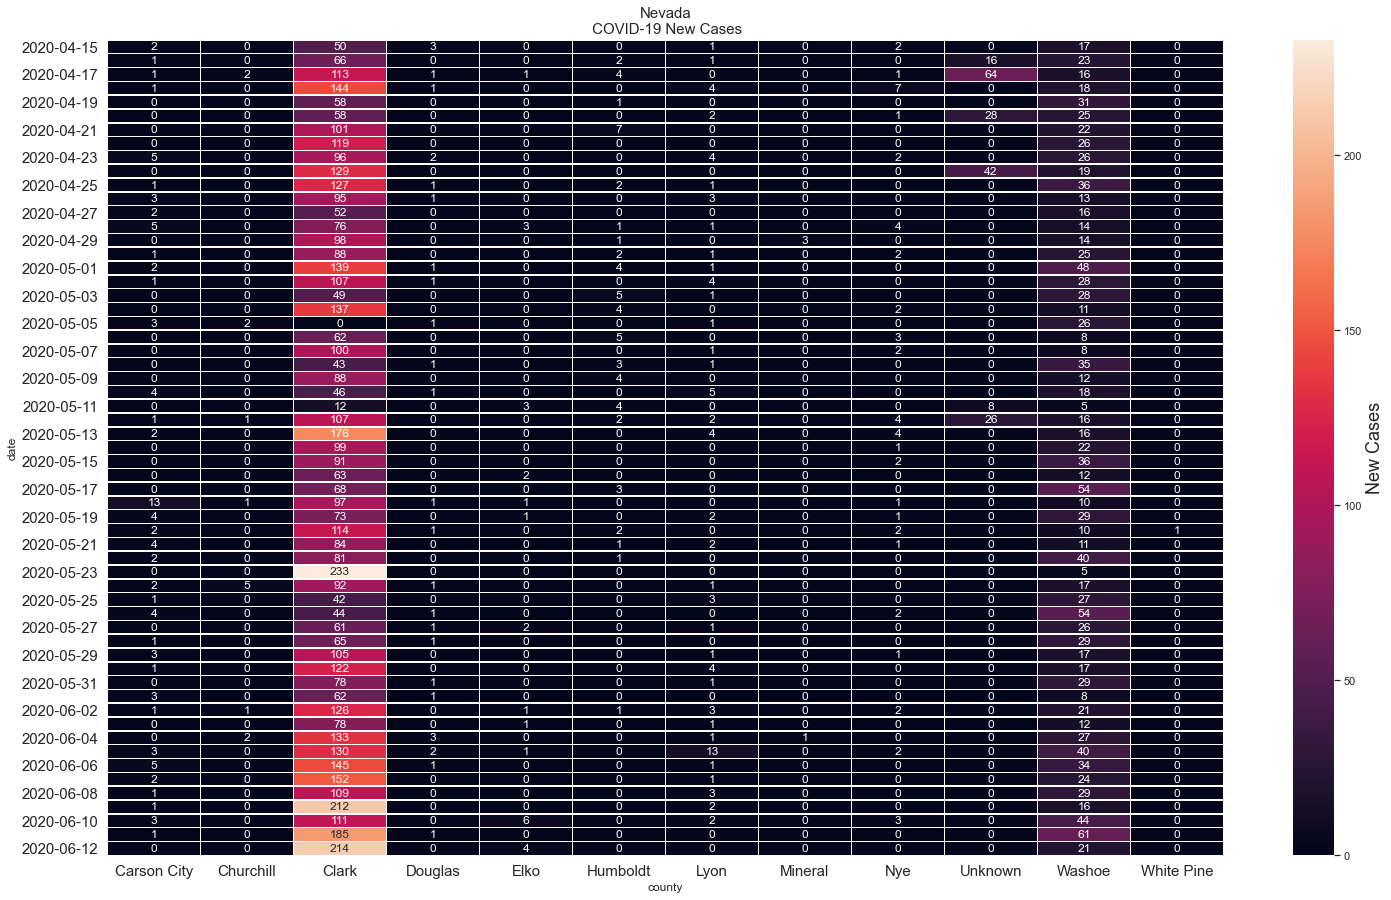 Nevada
COVID-19 New Cases
2020-04-15 2 0 50 3 0 0 1 0 2 0 17 0
1 0 66 0 0 2 1 0 0 16 23 0
2020-04-17 1 2 113 1 1 4 0 0 1 64 16 0
1 0 144 1 0 0 4 0 7 0 18 0
2020-04-19 0 0 58 0 0 1 0 0 0 0 31 0
0 0 58 0 0 0 2 0 1 28 25 0
2020-04-21 0 0 101 0 0 7 0 0 0 0 22 0
0 0 119 0 0 0 0 0 0 0 26 0
2020-04-23 5 0 96 2 0 0 4 0 2 0 26 0
0 0 129 0 0 0 0 0 0 42 19 0
2020-04-25 1 0 127 1 0 2 1 0 0 0 36 0
3 0 95 1 0 0 3 0 0 0 13 0
2020-04-27 2 0 52 0 0 0 0 0 0 0 16 0
5 0 76 0 3 1 1 0 4 0 14 0
2020-04-29 0 0 98 0 0 1 0 3 0 0 14 0
1 0 88 0 0 2 1 0 2 0 25 0
2020-05-01 2 0 139 1 0 4 1 0 0 0 48 0
1 0 107 1 0 0 4 0 0 0 28 0
2020-05-03 0 0 49 0 0 5 1 0 0 0 28 0
0 0 137 0 0 4 0 0 2 0 11 0
2020-05-05 3 2 0 1 0 0 1 0 0 0 26 0
0 0 62 0 0 5 0 0 3 0 8 0
2020-05-07 0 0 100 0 0 0 1 0 2 0 8 0
0 0 43 1 0 3 1 0 0 0 35 0
2020-05-09 0 0 88 0 0 4 0 0 0 0 12 0
4 0 46 1 0 0 5 0 0 0 18 0
2020-05-11 0 0 12 0 3 4 0 0 0 8 5 0
1 1 107 0 0 2 2 0 4 26 16 0
2020-05-13 2 0 176 0 0 0 4 0 4 0 16 0
0 0 99 0 0 0 0 0 1 0 22 0
2020-05-15 0 0 91 0 0 0 0 0 2 0 36 0
0 0 63 0 2 0 0 0 0 0 12 0
2020-05-17 0 0 68 0 0 3 0 0 0 0 54 0
13 1 97 1 1 0 0 0 1 0 10 0
2020-05-19 4 0 73 0 1 0 2 0 1 0 29 0
2 0 114 1 0 2 0 0 2 0 10 1
2020-05-21 4 0 84 0 0 1 2 0 1 0 11 0
2 0 81 0 0 1 0 0 0 0 40 0
2020-05-23 0 0 233 0 0 0 0 0 0 0 5 0
2 5 92 1 0 0 1 0 0 0 17 0
2020-05-25 1 0 42 0 0 0 3 0 0 0 27 0
4 0 44 1 0 0 0 0 2 0 54 0
2020-05-27 0 0 61 1 2 0 1 0 0 0 26 0
1 0 65 1 0 0 0 0 0 0 29 0
2020-05-29 3 0 105 0 0 0 1 0 1 0 17 0
1 0 122 0 0 0 4 0 0 0 17 0
2020-05-31 0 0 78 1 0 0 1 0 0 0 29 0
3 0 62 1 0 0 0 0 0 0 8 0
2020-06-02 1 1 126 0 1 1 3 0 2 0 21 0
0 0 78 0 1 0 1 0 0 0 12 0
2020-06-04 0 2 133 3 0 0 1 1 0 0 27 0
3 0 130 2 1 0 13 0 2 0 40 0
2020-06-06 5 0 145 1 0 0 1 0 0 0 34 0
2 0 152 0 0 0 1 0 0 0 24 0
2020-06-08 1 0 109 0 0 0 3 0 0 0 29 0
1 0 212 0 0 0 2 0 0 0 16 0
2020-06-10 3 0 111 0 6 0 2 0 3 0 44 0
1 0 185 1 0 0 0 0 0 0 61 0
2020-06-12 0 0 214 0 4 0 0 0 0 0 21 0
Carson City Churchill Clark Douglas Elko Humboldt Lyon Mineral Nye Unknown Washoe White Pine
county
date
200
150
100
50
0
New Cases